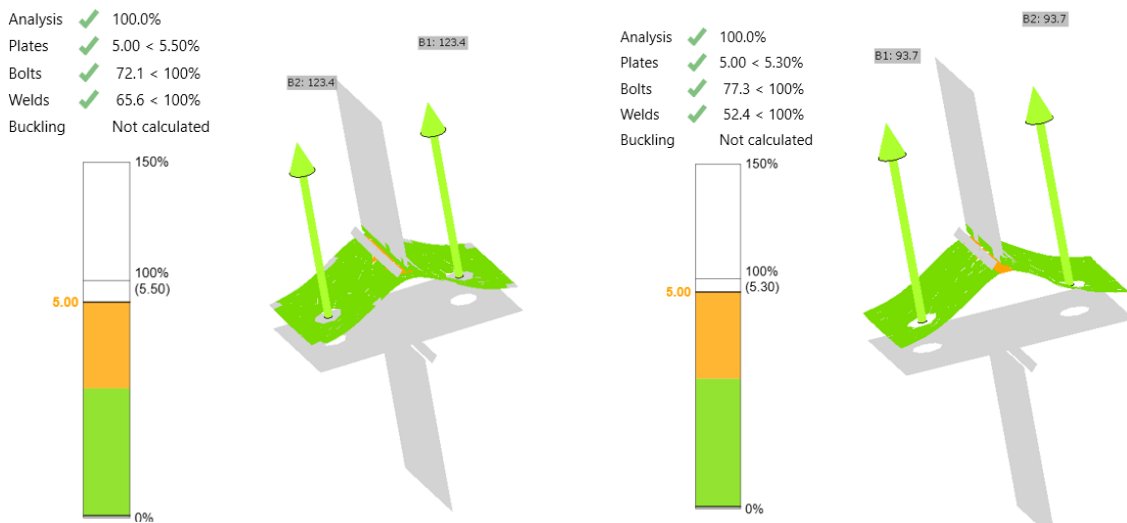 Analysis 100.0%
Plates 5.00 < 5.50%
Bolts 72.1 < 100%
Welds 65.6 < 100%
Buckling Not calculated
B1: 123.4
B2: 123.4
150%
100%
(5.50)
5.00
0%
Analysis 100.0%
Plates 5.00 < 5.30%
Bolts 77.3 < 100%
Welds 52.4 < 100%
Buckling Not calculated
B2: 93.7
B1: 93.7
150%
100%
(5.30)
5.00
0%